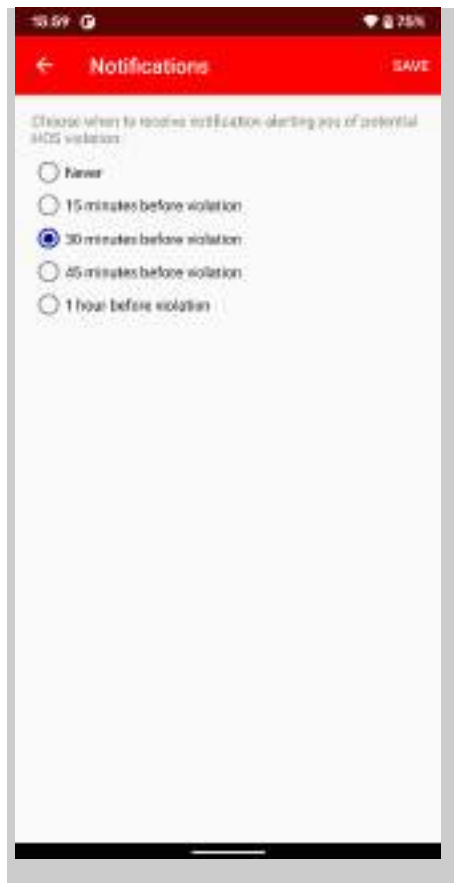 18:59 75%
Notifications SAVE
Choose when to receive notification alerting you of potential
HOS violation
Never
15 minutes before violation
30 minutes before violation
45 minutes before violation
1 hour before violation